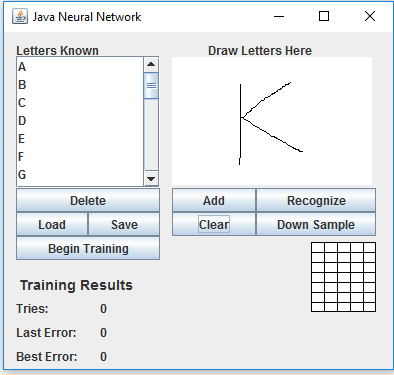 Java Neural Network
Letters Known
Draw Letters Here
A
B
C
D
E
F
G
K
Delete
Add
Recognize
Load
Save
Clear
Down Sample
Begin Training
Training Results
Tries: 0
Last Error: 0
Best Error: 0